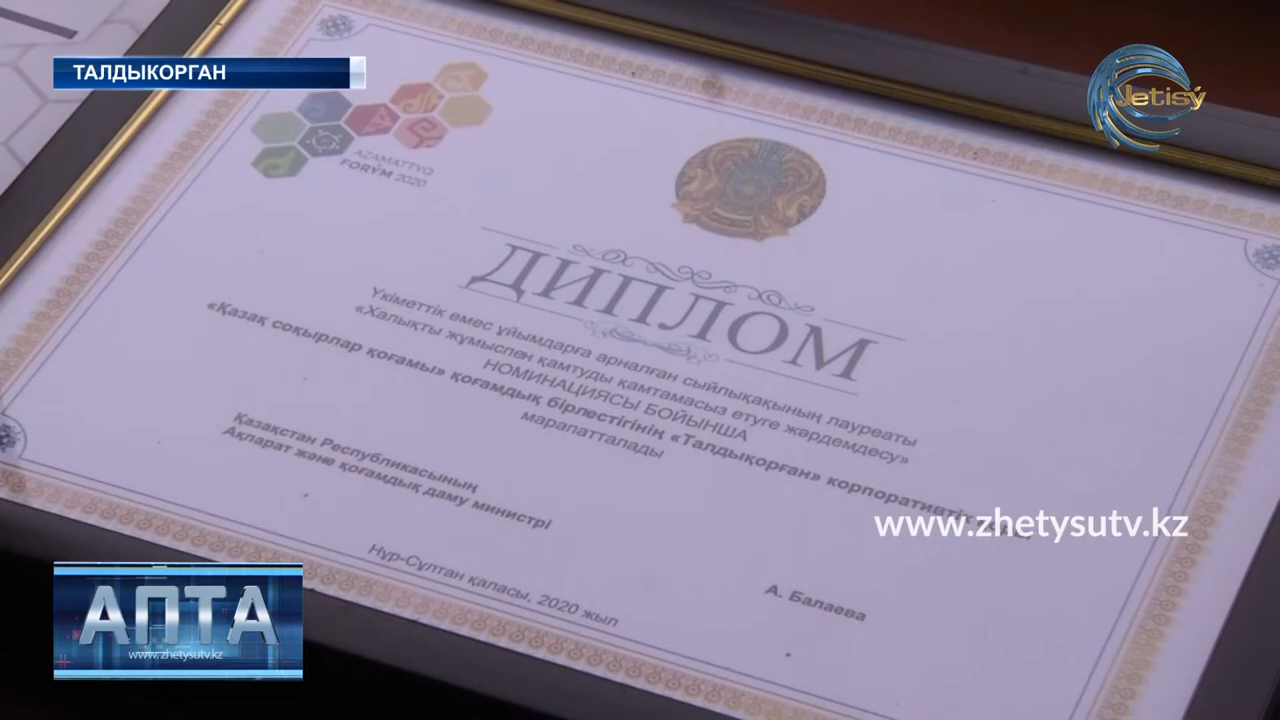 ТАЛДЫКОРГАН
Jetisý
AZAMATTYQ
FORÝM 2020
ДИПЛОМ
Үкіметтік емес ұйымдарға арналған сыйлықақының лауреаты
«Халықты жұмыспен қамтуды қамтамасыз етуге жәрдемдесу»
НОМИНАЦИЯСЫ БОЙЫНША
«Қазақ соқырлар қоғамы» қоғамдық бірлестігінің «Талдықорған» корпоративтік
марапатталады
Қазақстан Республикасының
Ақпарат және қоғамдық даму министрі
А. Балаева
Нұр-Сұлтан қаласы, 2020 жыл
www.zhetysutv.kz
АПТА
www.zhetysutv.kz